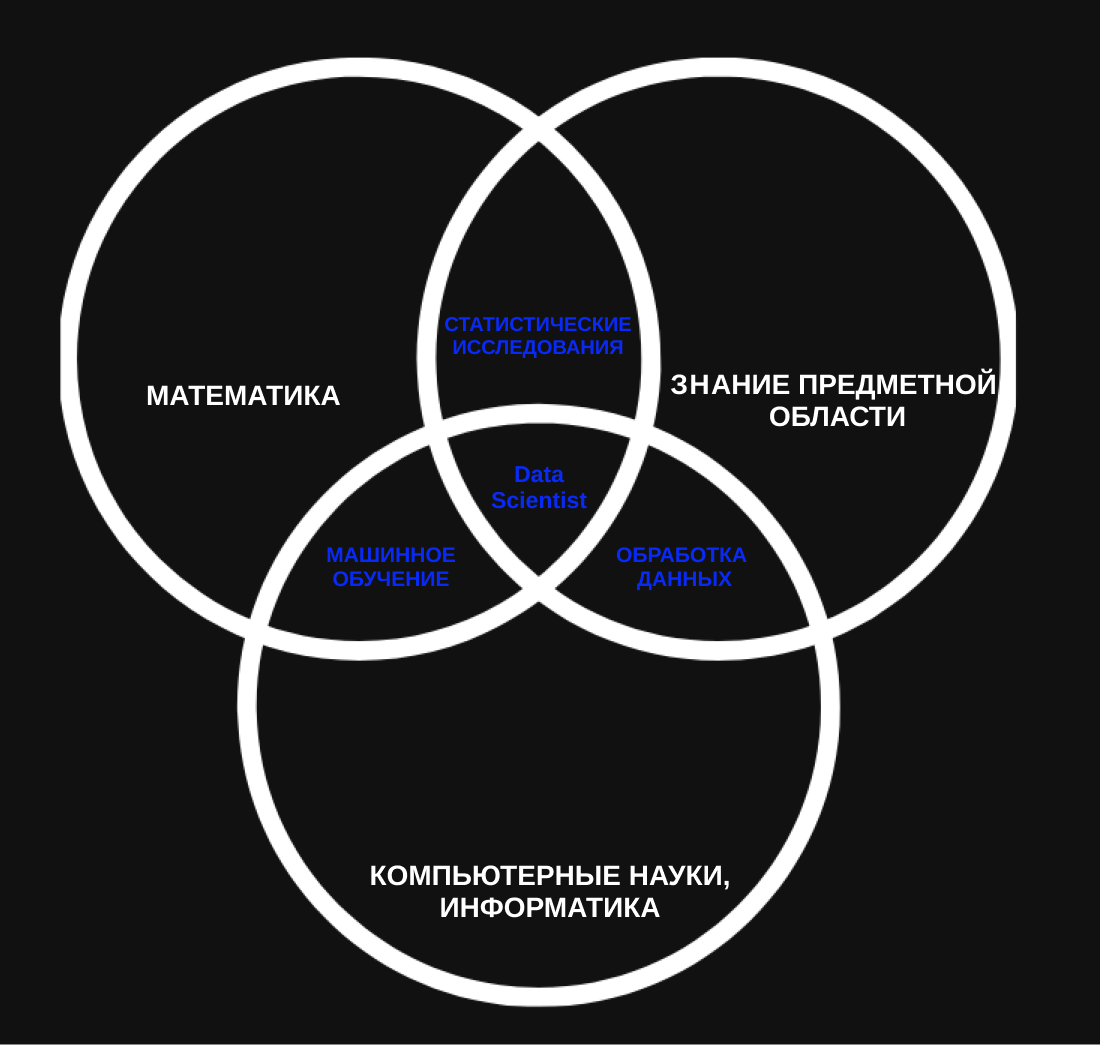 СТАТИСТИЧЕСКИЕ
ИССЛЕДОВАНИЯ
МАТЕМАТИКА
ЗНАНИЕ ПРЕДМЕТНОЙ
ОБЛАСТИ
Data
Scientist
МАШИННОЕ
ОБУЧЕНИЕ
ОБРАБОТКА
ДАННЫХ
КОМПЬЮТЕРНЫЕ НАУКИ,
ИНФОРМАТИКА